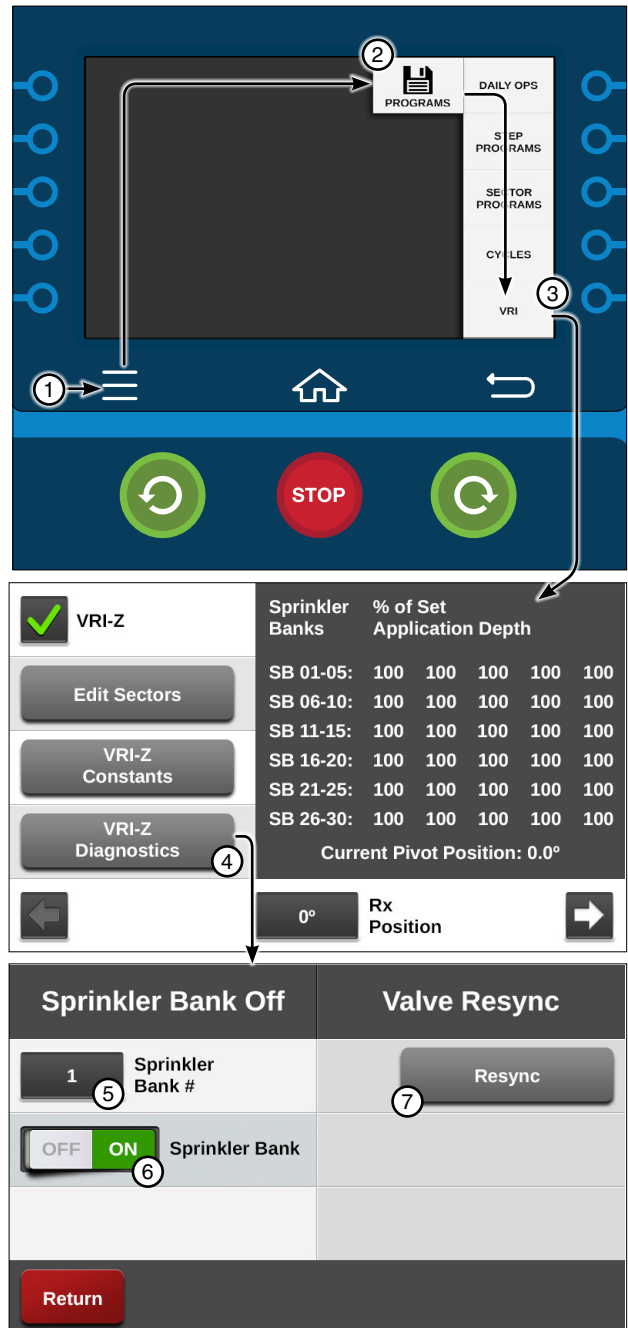 2
PROGRAMS
DAILY OPS
STEP
PROGRAMS
SECTOR
PROGRAMS
CYCLES
3
VRI
1
STOP
VRI-Z
Sprinkler
Banks
% of Set
Application Depth
Edit Sectors
VRI-Z
Constants
VRI-Z
Diagnostics
4
SB 01-05: 100 100 100 100 100
SB 06-10: 100 100 100 100 100
SB 11-15: 100 100 100 100 100
SB 16-20: 100 100 100 100 100
SB 21-25: 100 100 100 100 100
SB 26-30: 100 100 100 100 100
Current Pivot Position: 0.0º
0º
Rx
Position
Sprinkler Bank Off
Valve Resync
1
5
Sprinkler
Bank #
Resync
7
OFF ON
6
Sprinkler Bank
Return